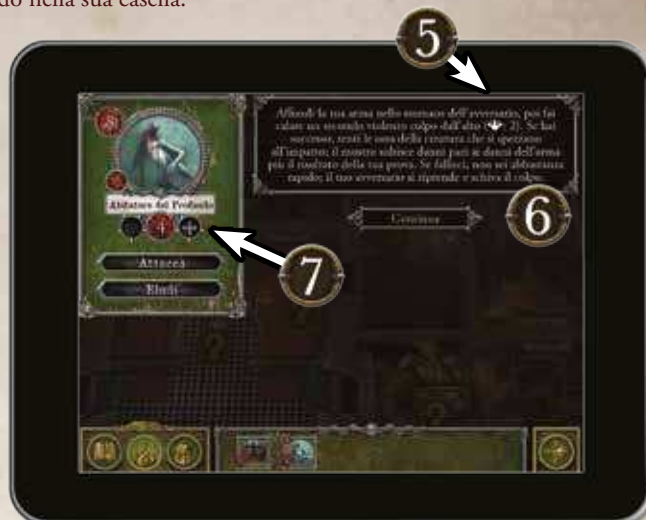 do nella sua casella.
5
Affondi la tua arma nello stomaco dell'avversario, poi fai
calare un secondo violento colpo dall'alto ( ; 2). Se hai
successo, senti le ossa della creatura che si spezzano
all'impatto; il mostro subisce danni pari ai danni dell'arma
più il risultato della tua prova. Se fallisci, non sei abbastanza
rapido; il tuo avversario si riprende e schiva il colpo.
Abitatore del Profondo
Continua
6
7
Attacca
Eludi